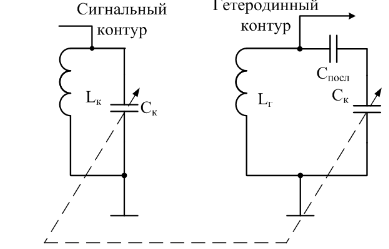 Сигнальный
контур
Гетеродинный
контур
Lк
Cк
Lг
Cпосл
Cк